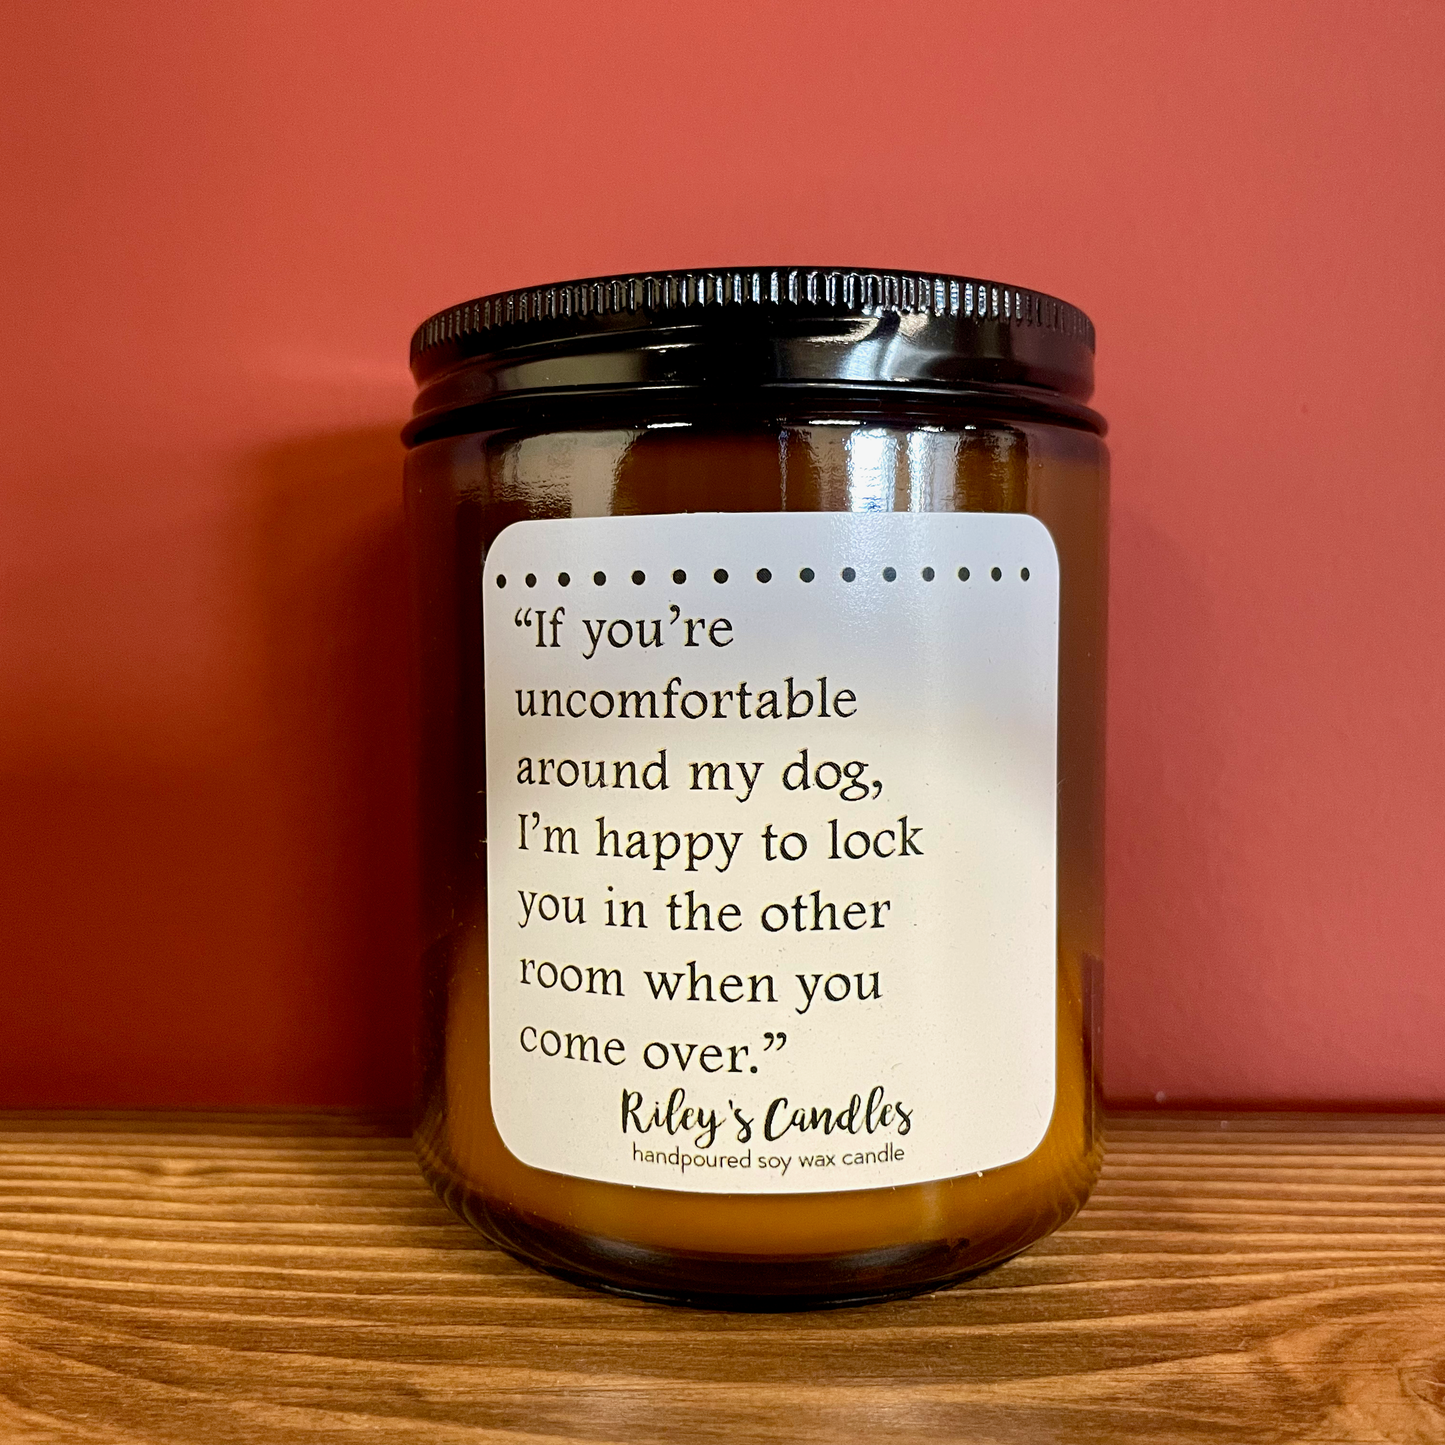 “If you’re
uncomfortable
around my dog,
I’m happy to lock
you in the other
room when you
come over.”
Riley's Candles
handpoured soy wax candle